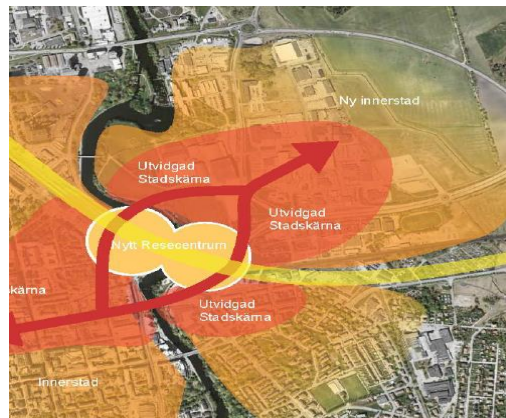 Ny innerstad
Utvidgad
Stadskärna
Utvidgad
Stadskärna
Nytt Resecentrum
skärna
Utvidgad
Stadskärna
Innerstad